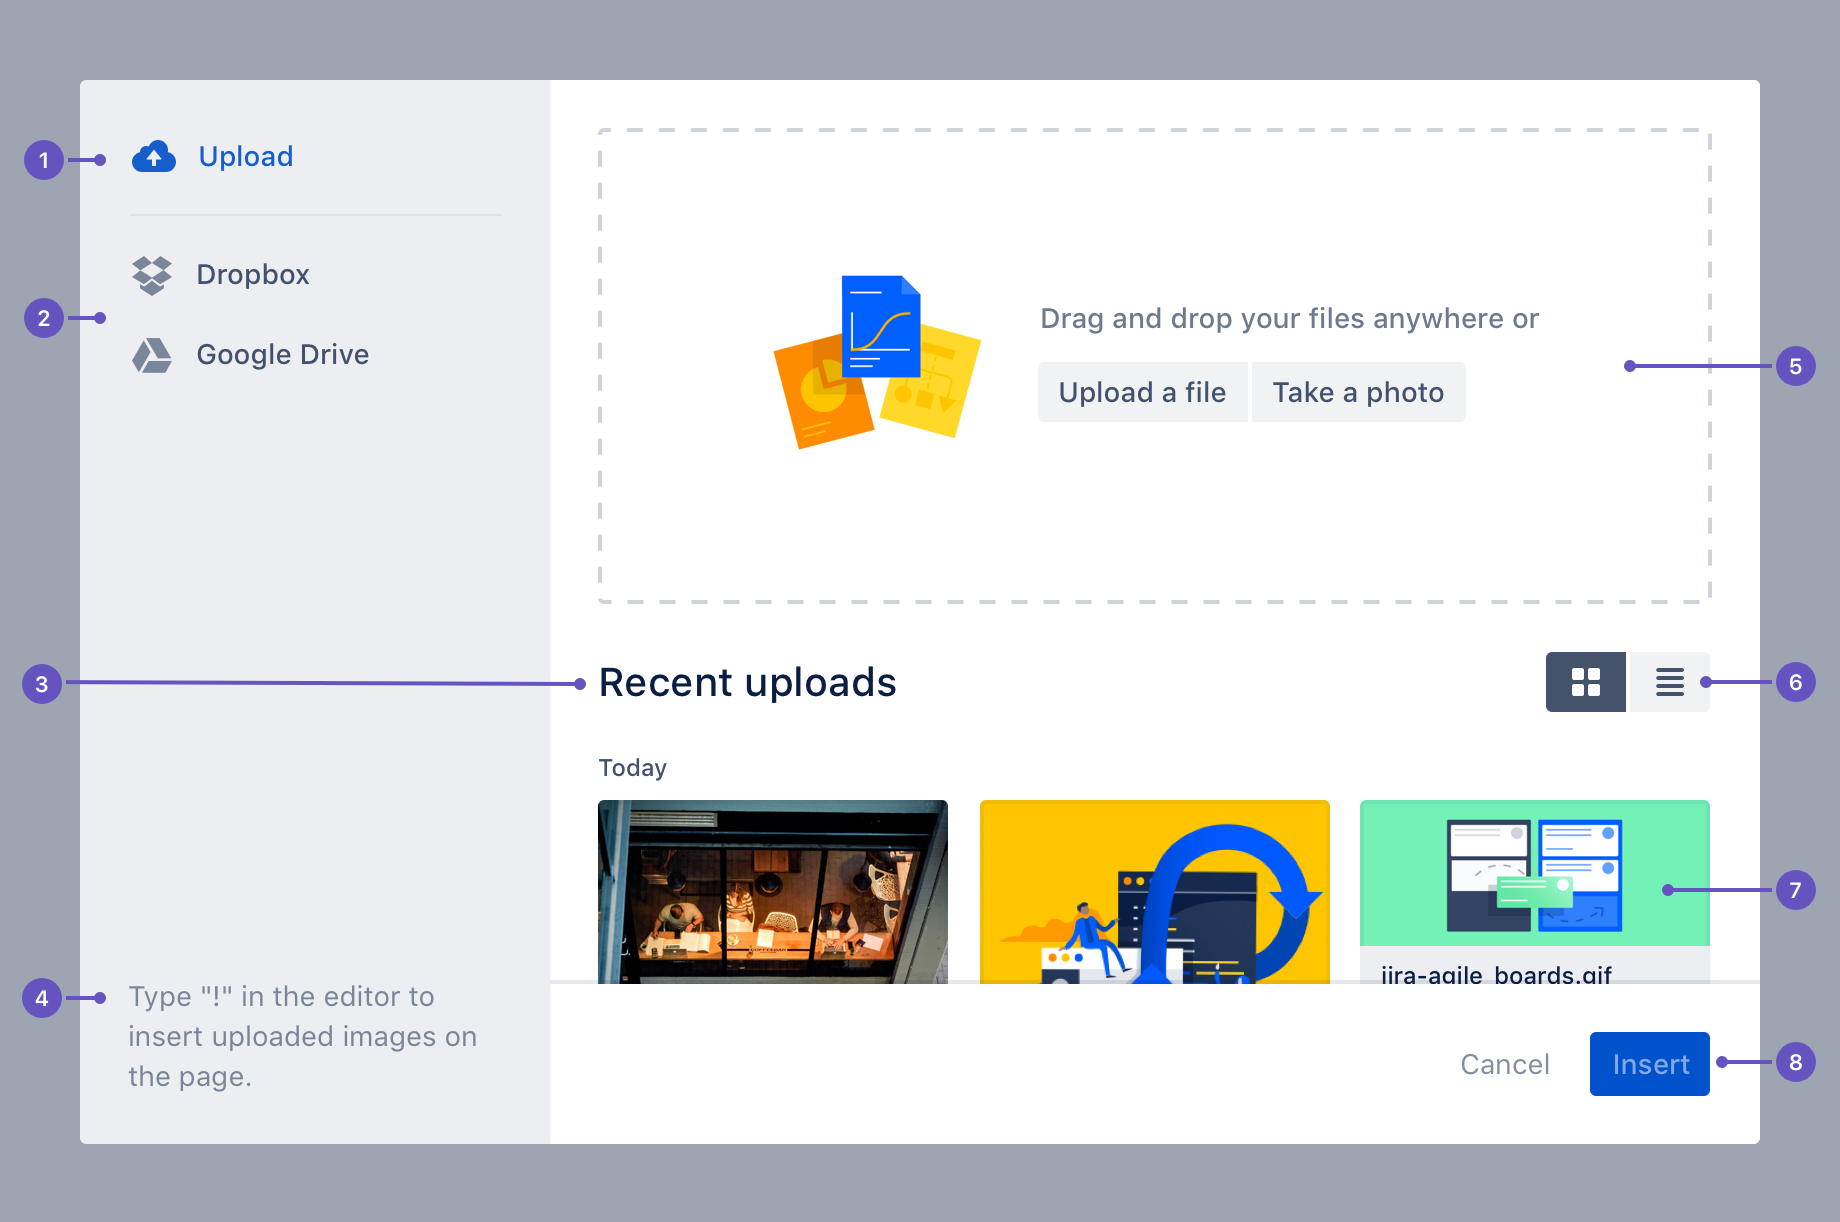 1
Upload
2
Dropbox
Google Drive
Drag and drop your files anywhere or
Upload a file
Take a photo
5
3
Recent uploads
6
Today
7
jira-agile_boards.gif
4
Type "!" in the editor to
insert uploaded images on
the page.
Cancel
Insert
8